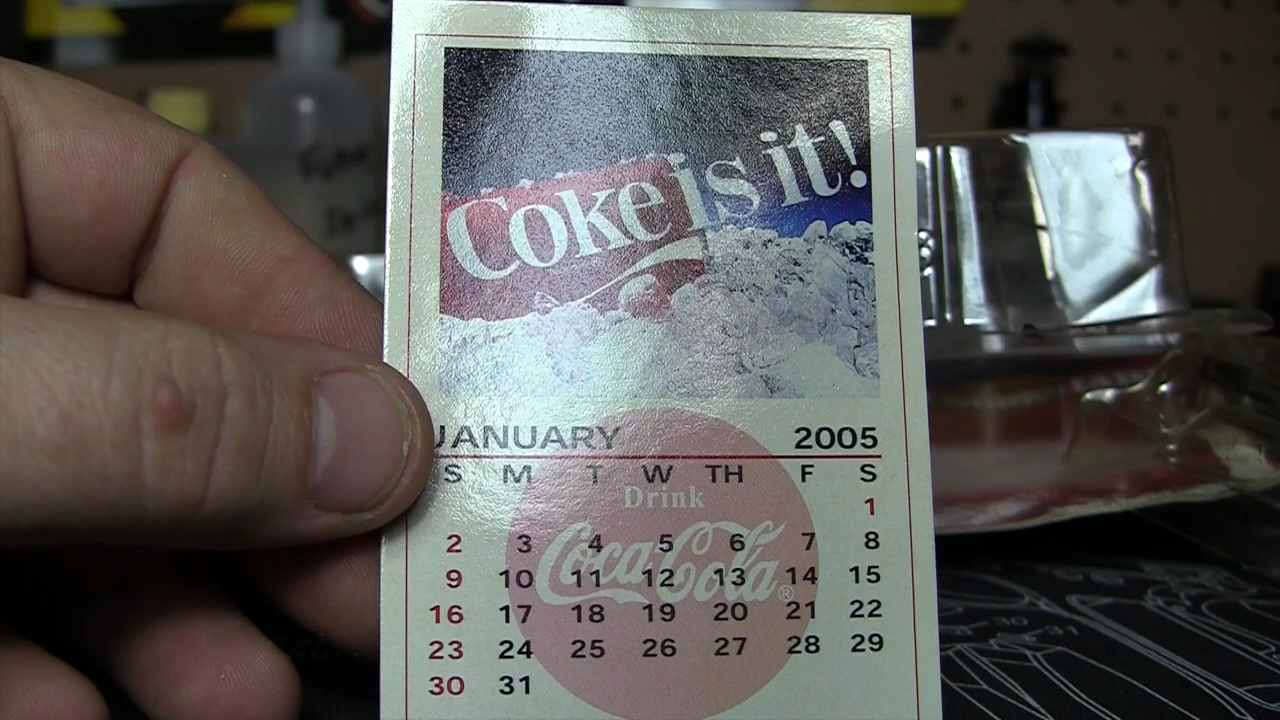 Coke is it!
JANUARY 2005
S M T W TH F S
Drink
1
2 3 4 5 6 7 8
Coca-Cola®
9 10 11 12 13 14 15
16 17 18 19 20 21 22
23 24 25 26 27 28 29
30 31
30 31